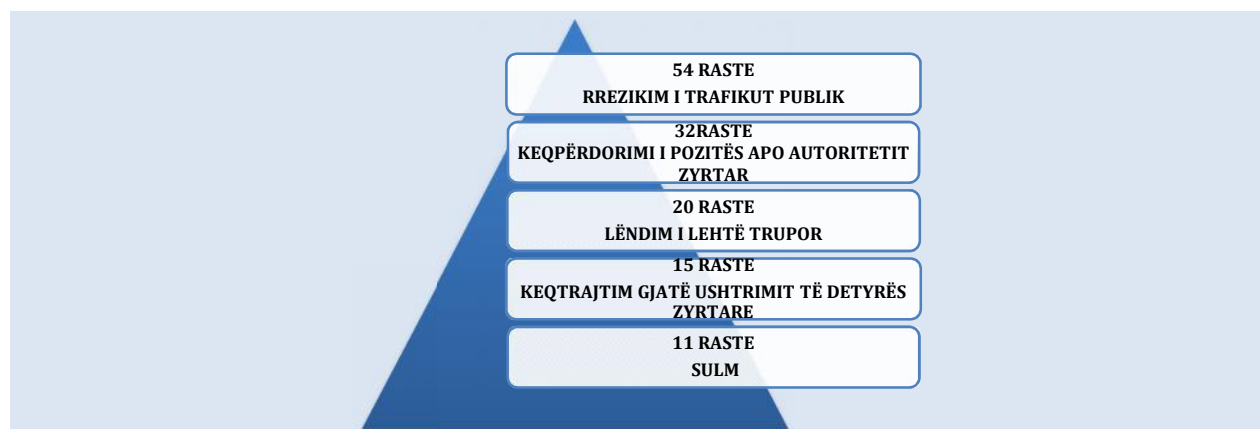 54 RASTE
RREZIKIM I TRAFIKUT PUBLIK
32RASTE
KEQPËRDORIMI I POZITËS APO AUTORITETIT
ZYRTAR
20 RASTE
LËNDIM I LEHTË TRUPOR
15 RASTE
KEQTRAJTIM GJATË USHTRIMIT TË DETYRËS
ZYRTARE
11 RASTE
SULM